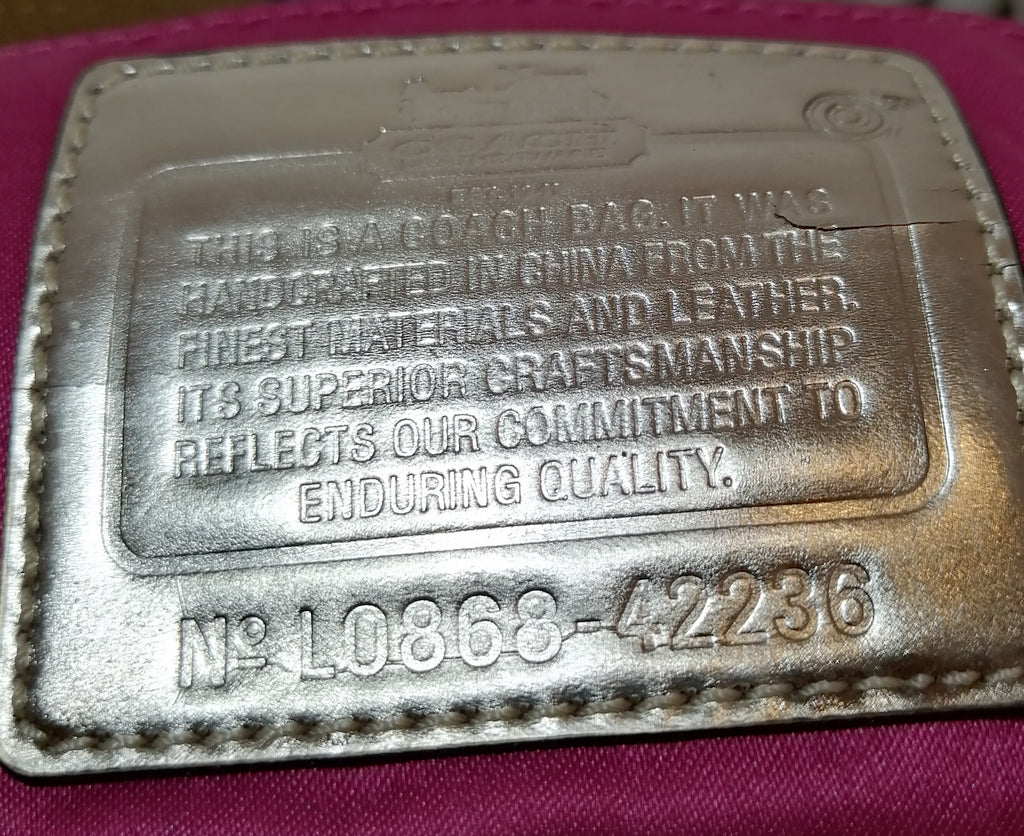 COACH
THIS IS A COACH BAG. IT WAS
HANDCRAFTED IN CHINA FROM THE
FINEST MATERIALS AND LEATHER.
ITS SUPERIOR CRAFTSMANSHIP
REFLECTS OUR COMMITMENT TO
ENDURING QUALITY.
Nº L0868-42236